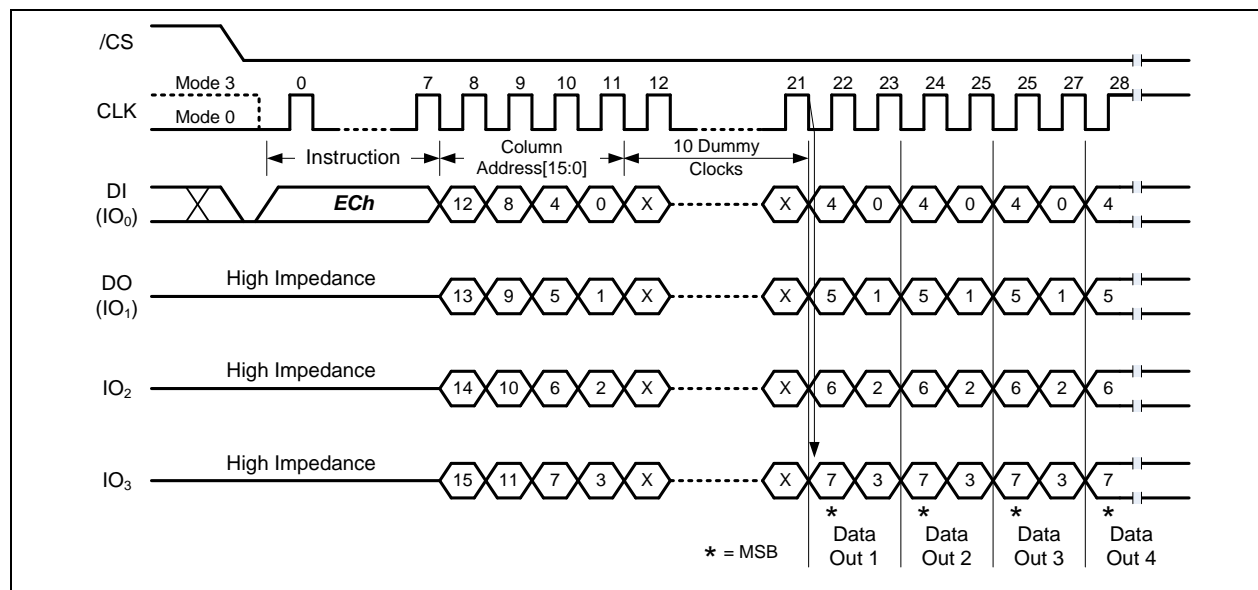 /CS
Mode 3 0 7 8 9 10 11 12 21 22 23 24 25 25 27 28
CLK
Mode 0
Instruction
Column
Address[15:0]
10 Dummy
Clocks
DI
(IO0)
ECh 12 8 4 0 X X 4 0 4 0 4 0 4
DO
(IO1)
High Impedance 13 9 5 1 X X 5 1 5 1 5 1 5
IO2
High Impedance 14 10 6 2 X X 6 2 6 2 6 2 6
IO3
High Impedance 15 11 7 3 X X 7 3 7 3 7 3 7
* * * *
* = MSB
Data
Out 1
Data
Out 2
Data
Out 3
Data
Out 4